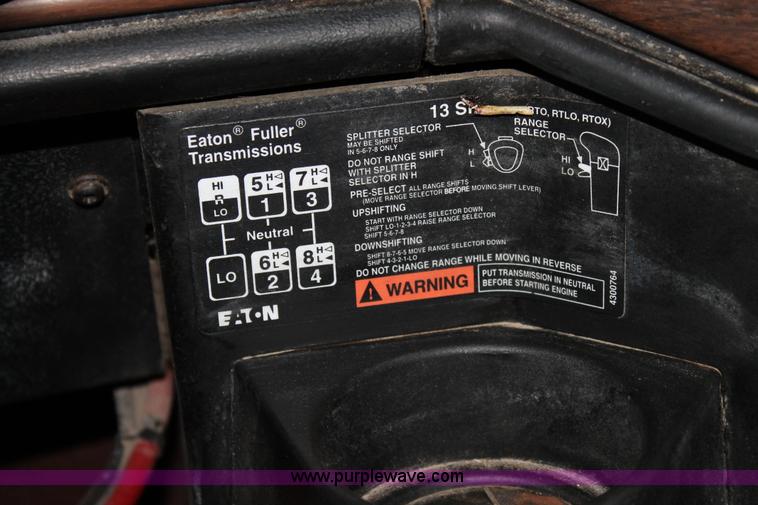 Eaton® Fuller®
Transmissions
HI
R
LO
5 H L
1
7 H L
3
Neutral
LO
6 H L
2
8 H L
4
EATON
13 RTO, RTLO, RTOX)
SPLITTER SELECTOR
MAY BE SHIFTED
IN 5-6-7-8 ONLY
H
L
RANGE
SELECTOR
HI
LO
DO NOT RANGE SHIFT
WITH SPLITTER
SELECTOR IN H
PRE-SELECT ALL RANGE SHIFTS
(MOVE RANGE SELECTOR BEFORE MOVING SHIFT LEVER)
UPSHIFTING
START WITH RANGE SELECTOR DOWN
SHIFT LO-1-2-3-4 RAISE RANGE SELECTOR
SHIFT 5-6-7-8
DOWNSHIFTING
SHIFT 8-7-6-5 MOVE RANGE SELECTOR DOWN
SHIFT 4-3-2-1-LO
DO NOT CHANGE RANGE WHILE MOVING IN REVERSE
WARNING
PUT TRANSMISSION IN NEUTRAL
BEFORE STARTING ENGINE
4300764
www.purplewave.com